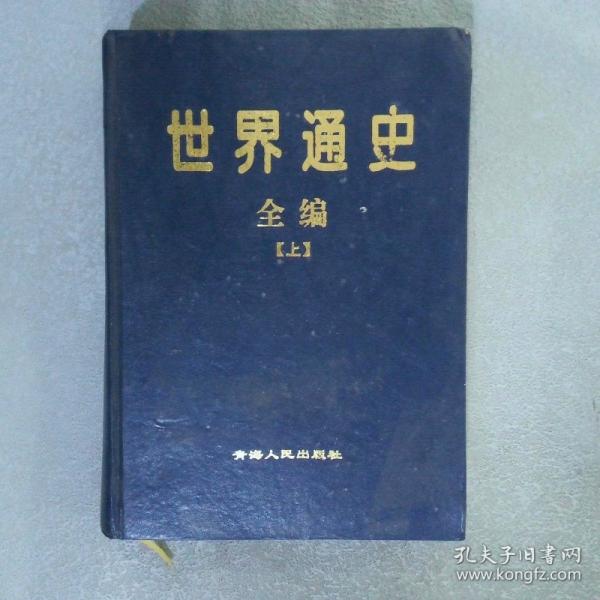 世界通史
全编
【上】
青海人民出版社
孔夫子旧书网
www.kongfz.com